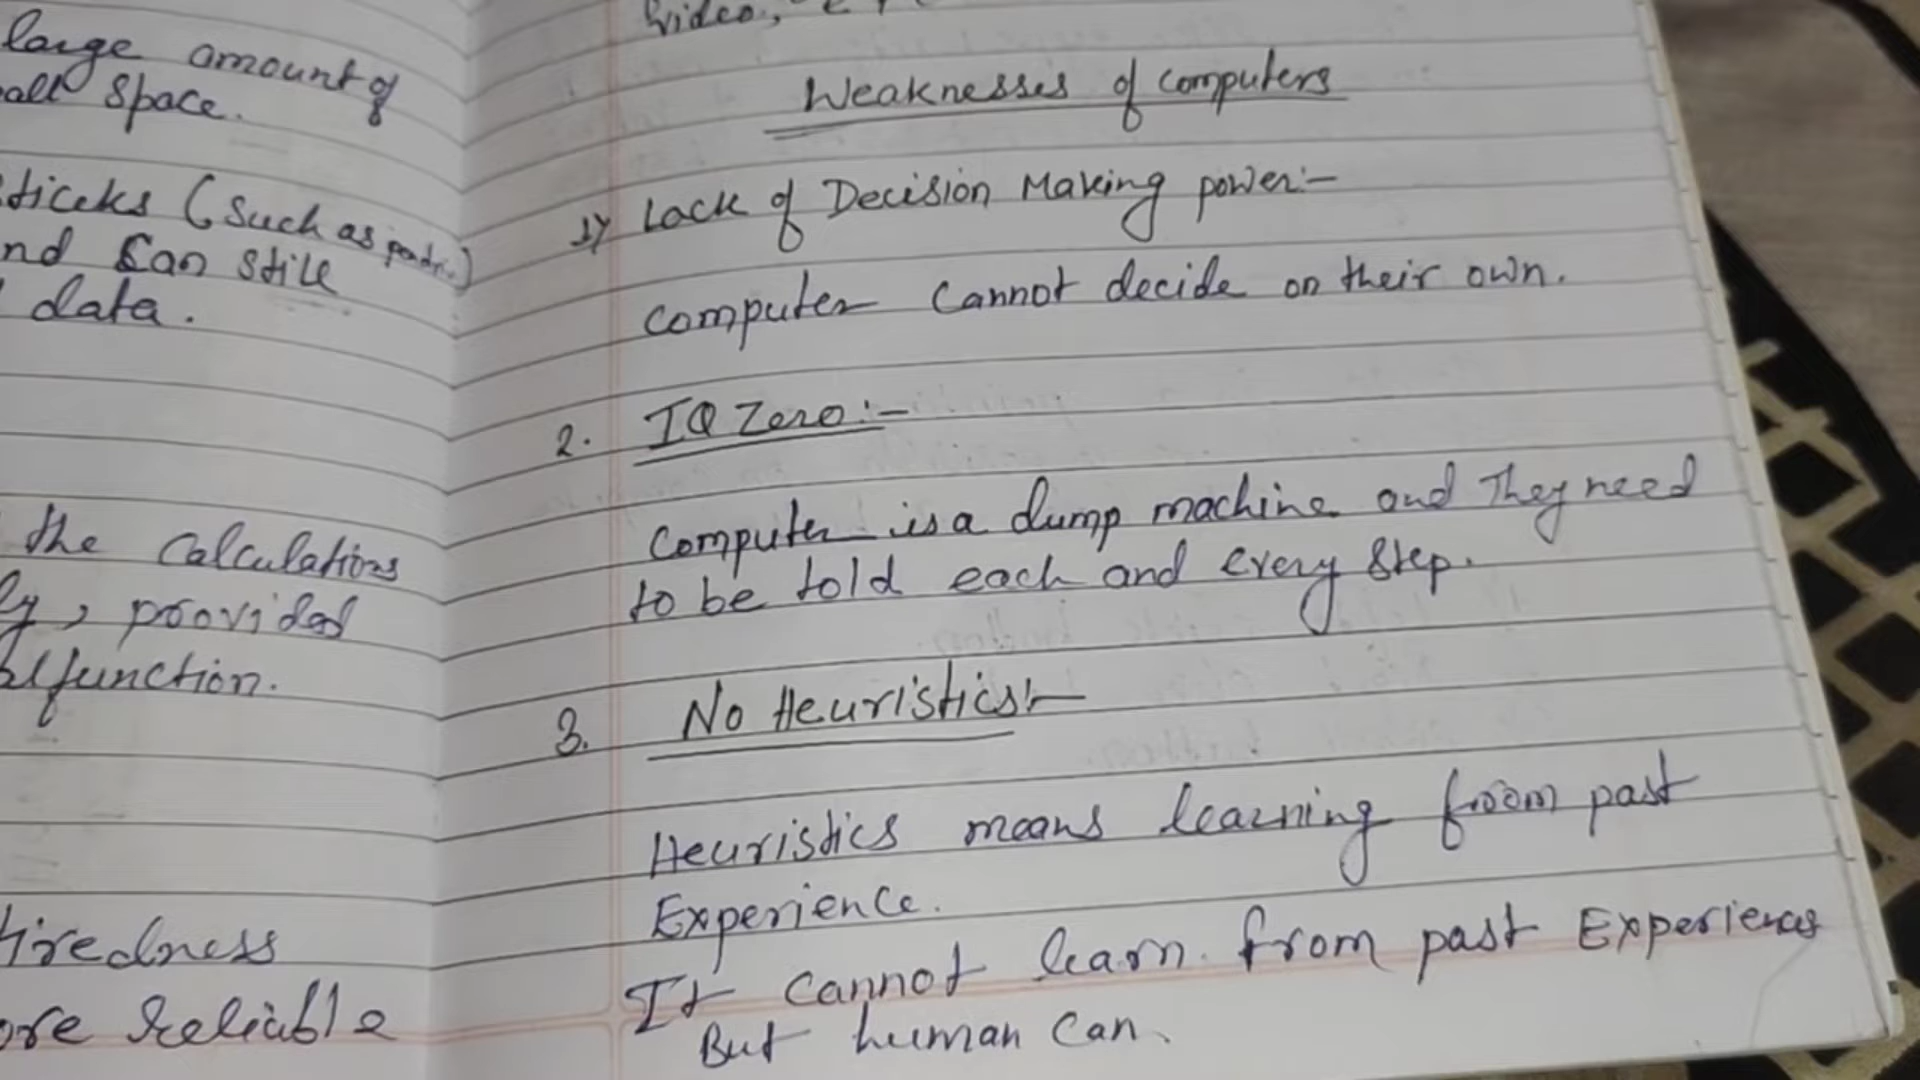 large amount of
all space.
sticks (such as
nd can still
data.
the calculations
ly, provided
alfunction.
tiredness
ore reliable
video,
Weaknesses of computers
1) Lack of Decision Making power:-
computer cannot decide on their own.
2. IQ Zero:-
Computer is a dump machine and They need
to be told each and every step.
3. No Heuristics:-
Heuristics means learning from past
Experience.
It cannot learn from past Experiences
But human can.